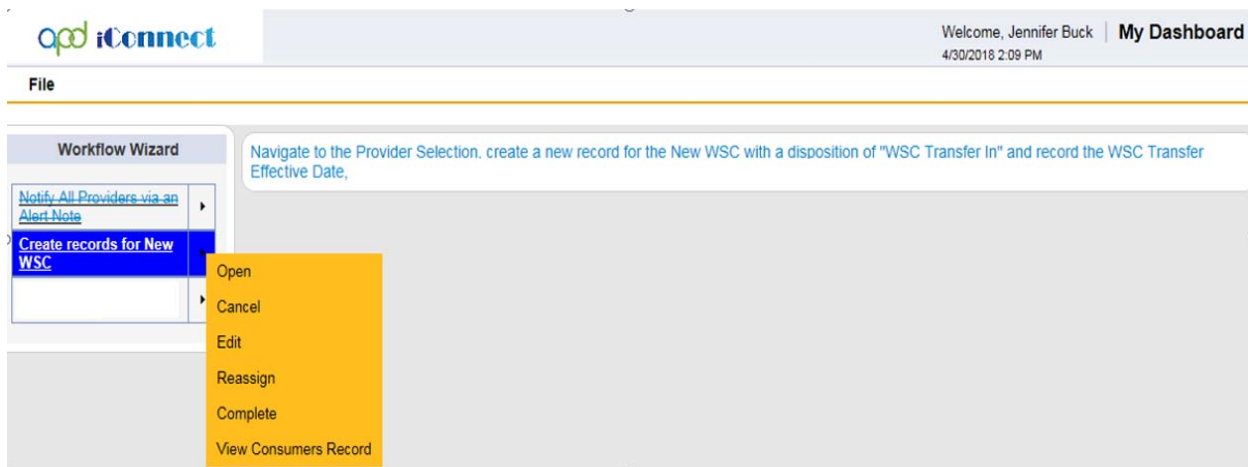 apd iConnect
Welcome, Jennifer Buck | My Dashboard
4/30/2018 2:09 PM
File
Workflow Wizard
Navigate to the Provider Selection, create a new record for the New WSC with a disposition of "WSC Transfer In" and record the WSC Transfer
Effective Date,
Notify All Providers via an
Alert Note
Create records for New
WSC
Open
Cancel
Edit
Reassign
Complete
View Consumers Record